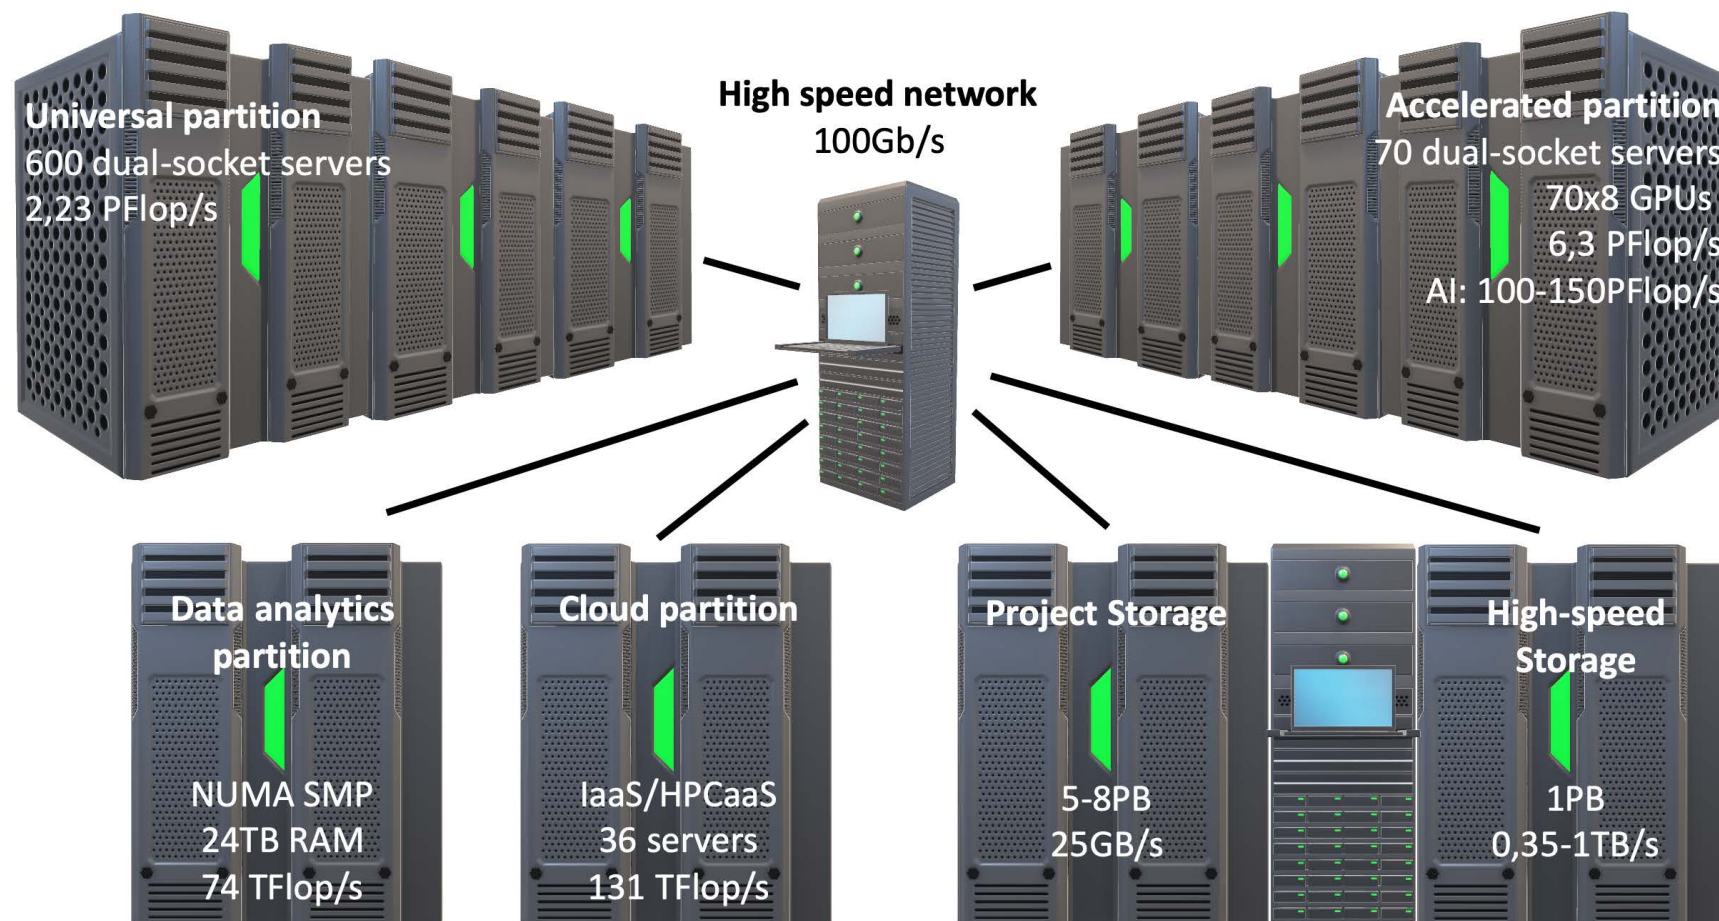 Universal partition
600 dual-socket servers
2,23 PFlop/s
High speed network
100Gb/s
Accelerated partition
70 dual-socket servers
70x8 GPUs
6,3 PFlop/s
AI: 100-150PFlop/s
Data analytics
partition
NUMA SMP
24TB RAM
74 TFlop/s
Cloud partition
IaaS/HPCaaS
36 servers
131 TFlop/s
Project Storage
5-8PB
25GB/s
High-speed
Storage
1PB
0,35-1TB/s